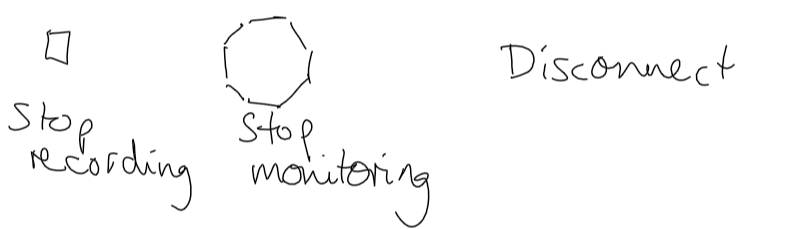 Disconnect
Stop
recording
Stop
monitoring